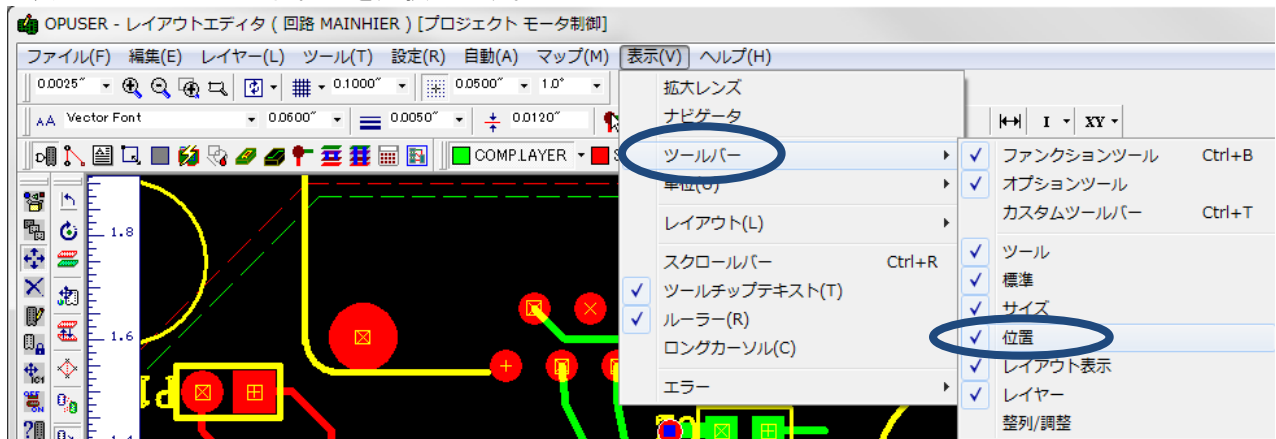 OPUSER - レイアウトエディタ ( 回路 MAINHIER ) [プロジェクト モータ制御]
ファイル(F) 編集(E) レイヤー(L) ツール(T) 設定(R) 自動(A) マップ(M) 表示(V) ヘルプ(H)
0.0025″ 0.1000″ 0.0500″ 1.0°
AA Vector Font 0.0600″ 0.0050″ 0.0120″ I XY
COMP.LAYER
拡大レンズ
ナビゲータ
ツールバー
単位(U)
レイアウト(L)
スクロールバー Ctrl+R
ツールチップテキスト(T)
ルーラー(R)
ロングカーソル(C)
エラー
ファンクションツール Ctrl+B
オプションツール
カスタムツールバー Ctrl+T
ツール
標準
サイズ
位置
レイアウト表示
レイヤー
整列/調整
1.8
1.6